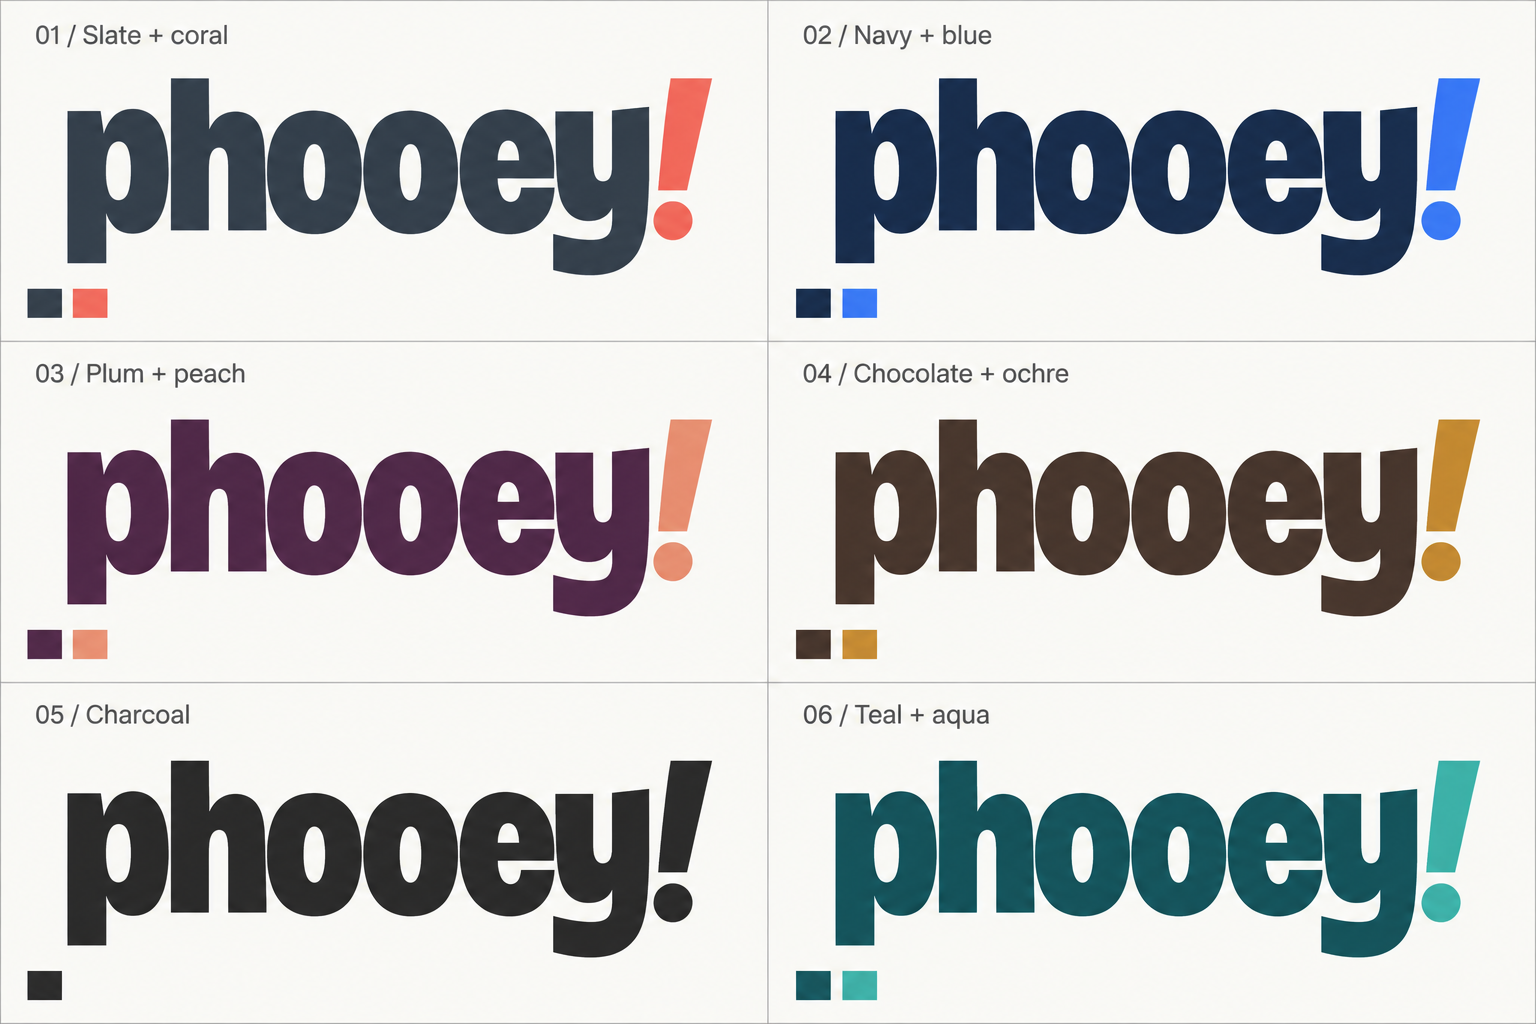 01 / Slate + coral
phooey!
02 / Navy + blue
phooey!
03 / Plum + peach
phooey!
04 / Chocolate + ochre
phooey!
05 / Charcoal
phooey!
06 / Teal + aqua
phooey!